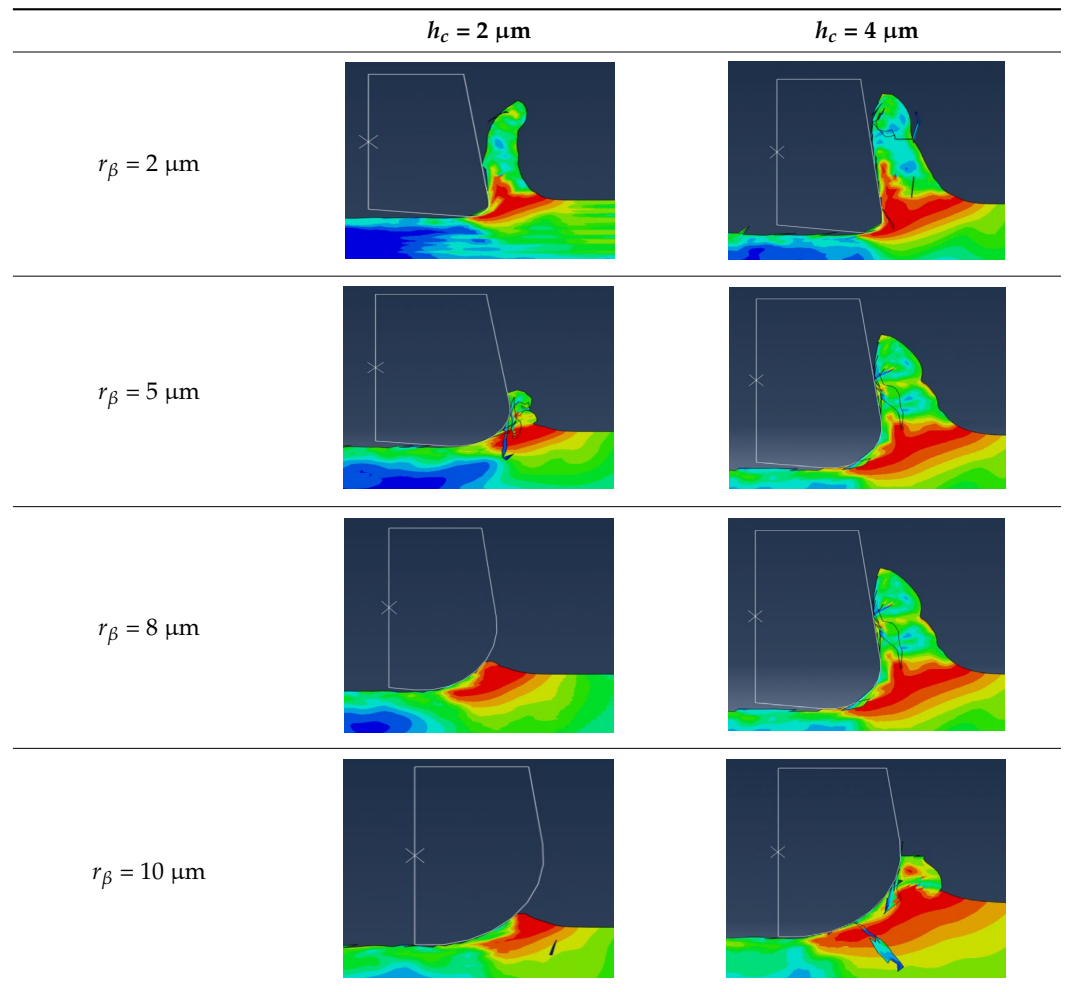 h_c = 2 μm h_c = 4 μm
r_β = 2 μm
r_β = 5 μm
r_β = 8 μm
r_β = 10 μm